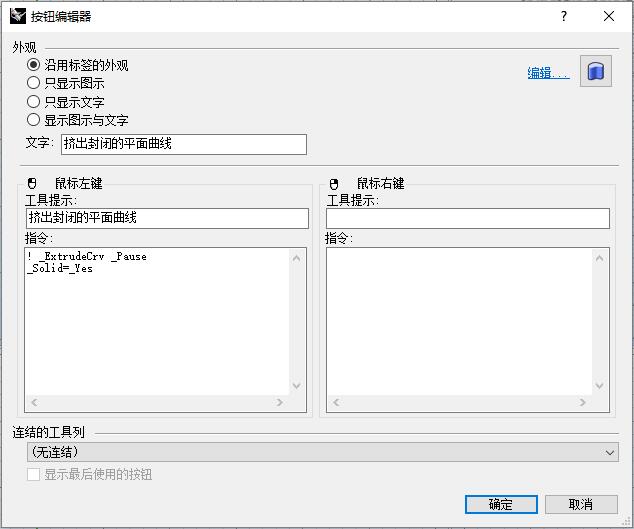 按钮编辑器
?
外观
沿用标签的外观
只显示图示
只显示文字
显示图示与文字
编辑...
文字: 挤出封闭的平面曲线
鼠标左键
工具提示:
挤出封闭的平面曲线
指令:
! _ExtrudeCrv _Pause
_Solid=_Yes
鼠标右键
工具提示:
指令:
连结的工具列
(无连结)
显示最后使用的按钮
确定
取消